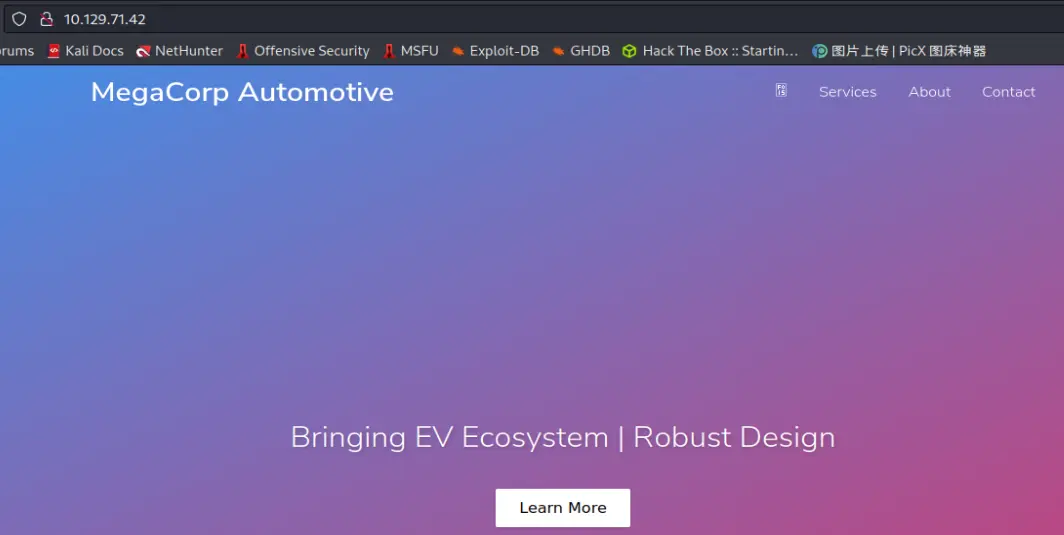 10.129.71.42
orums Kali Docs NetHunter Offensive Security MSFU Exploit-DB GHDB Hack The Box :: Startin… 图片上传 | PicX 图床神器
MegaCorp Automotive Services About Contact
Bringing EV Ecosystem | Robust Design
Learn More